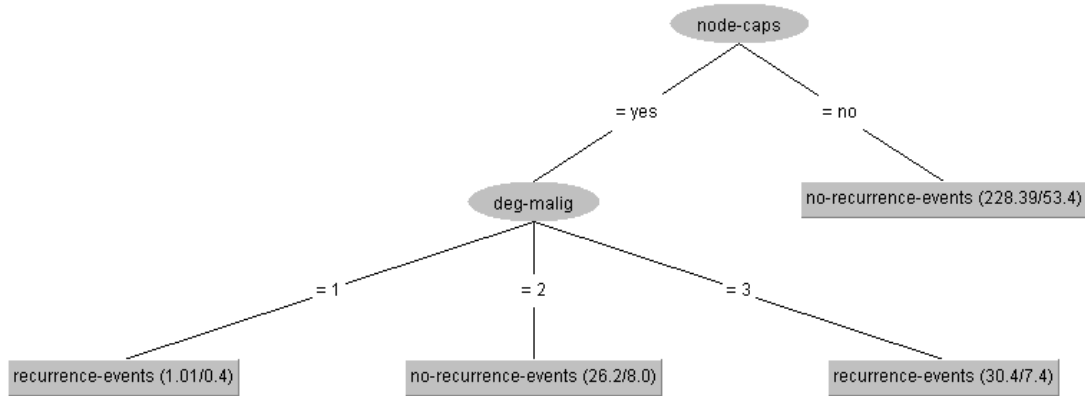 node-caps
= yes
= no
deg-malig
no-recurrence-events (228.39/53.4)
= 1
= 2
= 3
recurrence-events (1.01/0.4)
no-recurrence-events (26.2/8.0)
recurrence-events (30.4/7.4)